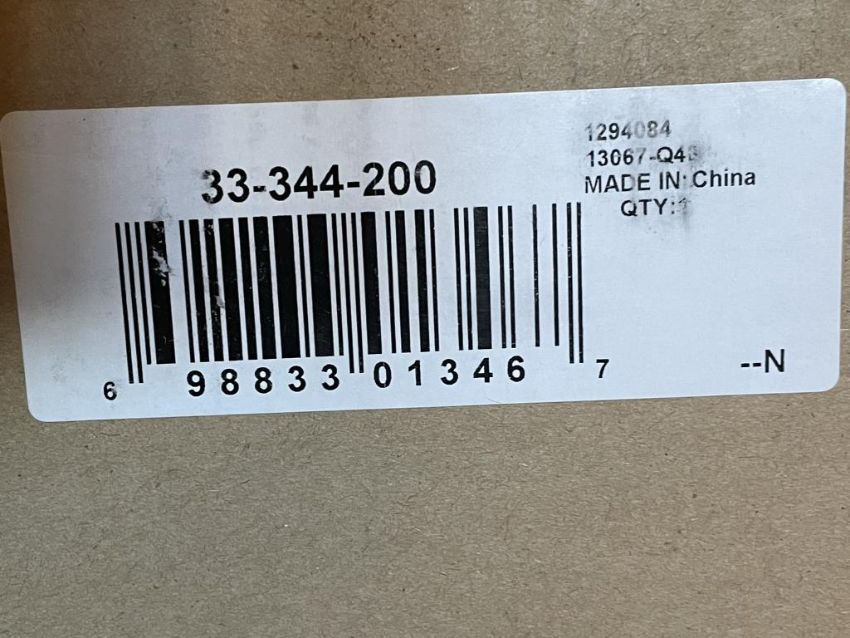 33-344-200
1294084
MADE IN: China
QTY:1
6 98833 01346 7
--N